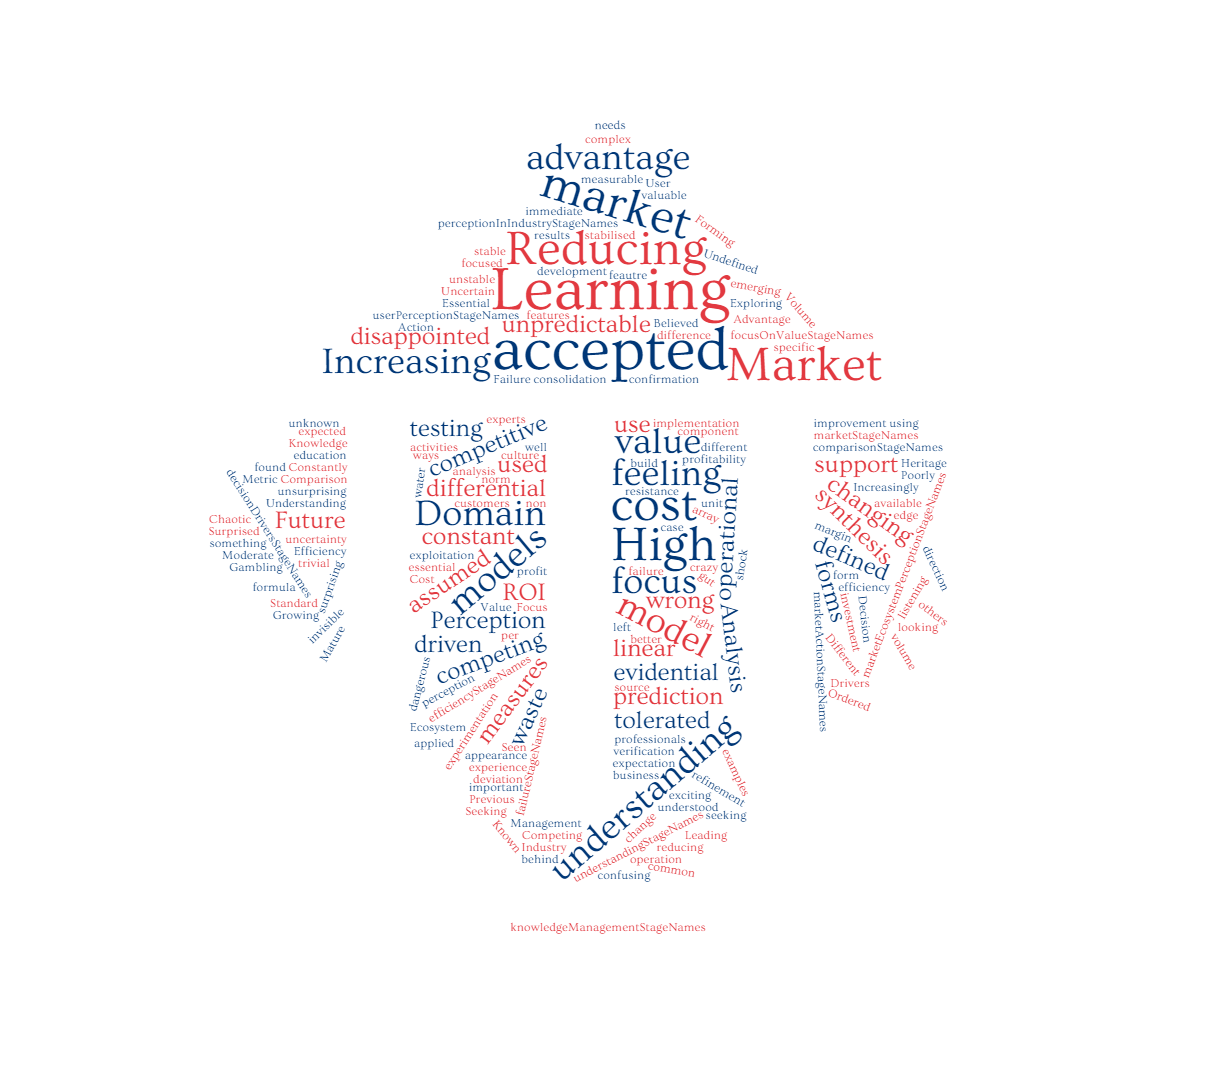 needs
complex
advantage
measurable User
market
valuable
immediate
perceptionInIndustryStageNames
Forming
results stabilised
Reducing
stable
focused
Undefined
development feautre
unstable
Learning
emerging
Uncertain
Essential
Exploring
Volume
userPerceptionStageNames features
Action
unpredictable Believed
Advantage
disappointed
difference focusOnValueStageNames
Increasing accepted
specific
Market
Failure consolidation confirmation
unknown
expected
Knowledge
education
found Constantly
Metric Comparison
unsurprising
Understanding
decisionDriversStageNames
Chaotic
Future
Surprised
something
uncertainty
Moderate
Efficiency
Gambling
trivial
formula
surprising
Standard
Growing
invisible
Mature
testing
experts
competitive
activities
ways
well
culture
water
analysis
used
norm
differential
customers non
Domain
constant
models
exploitation
essential
Cost
assumed
profit
ROI
Value Focus
Perception
per
driven
competing
dangerous
perception
efficiencyStageNames
measures
experimentation
waste
Ecosystem
applied
Seen
appearance
experience
deviation
important
failureStageNames
Previous
Seeking
Known
Management
Competing
Industry
behind
use implementation
component
value
different
build
profitability
feeling
resistance
cost
unit
array
operational
case
High
shock
failure
crazy
gut
focus
wrong
model
right
left
better
linear
Analysis
evidential
source
prediction
tolerated
professionals
verification
expectation
business
understanding
examples
refinement
exciting
understood
seeking
change
understandingStageNames
Leading
reducing
operation
common
confusing
improvement using
marketStageNames
comparisonStageNames
support
Heritage
Poorly
changing
Increasingly
synthesis
available
edge
marketEcosystemPerceptionStageNames
margin
defined
direction
forms
form
efficiency
listening
marketActionStageNames
investment
Decision
others
looking
Different
volume
Drivers
Ordered
knowledgeManagementStageNames